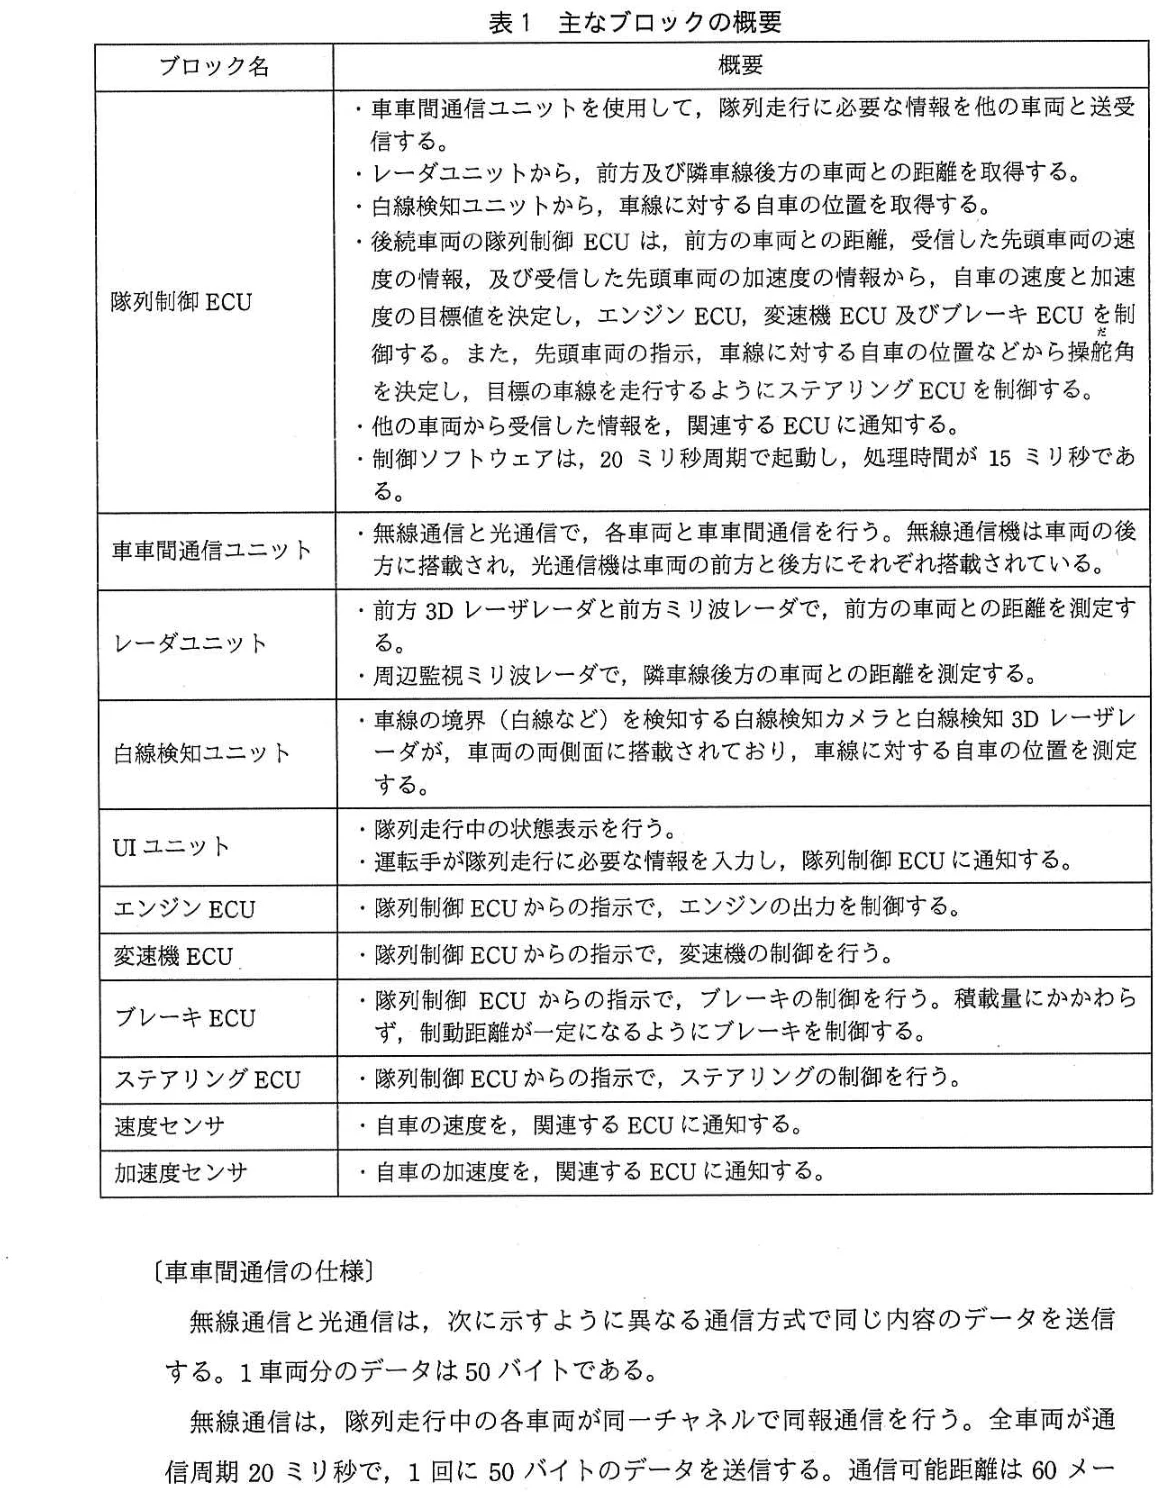 表1 主なブロックの概要
ブロック名
概要
隊列制御 ECU
・車車間通信ユニットを使用して，隊列走行に必要な情報を他の車両と送受
信する。
・レーダユニットから，前方及び隣車線後方の車両との距離を取得する。
・白線検知ユニットから，車線に対する自車の位置を取得する。
・後続車両の隊列制御 ECU は，前方の車両との距離，受信した先頭車両の速
度の情報，及び受信した先頭車両の加速度の情報から，自車の速度と加速
度の目標値を決定し，エンジン ECU，変速機 ECU 及びブレーキ ECU を制
だ
御する。また，先頭車両の指示，車線に対する自車の位置などから操舵角
を決定し，目標の車線を走行するようにステアリング ECU を制御する。
・他の車両から受信した情報を，関連する ECU に通知する。
・制御ソフトウェアは，20 ミリ秒周期で起動し，処理時間が 15 ミリ秒であ
る。
車車間通信ユニット
・無線通信と光通信で，各車両と車車間通信を行う。無線通信機は車両の後
方に搭載され，光通信機は車両の前方と後方にそれぞれ搭載されている。
レーダユニット
・前方 3D レーザレーダと前方ミリ波レーダで，前方の車両との距離を測定す
る。
・周辺監視ミリ波レーダで，隣車線後方の車両との距離を測定する。
白線検知ユニット
・車線の境界（白線など）を検知する白線検知カメラと白線検知 3D レーザレ
ーダが，車両の両側面に搭載されており，車線に対する自車の位置を測定
する。
UI ユニット
・隊列走行中の状態表示を行う。
・運転手が隊列走行に必要な情報を入力し，隊列制御 ECU に通知する。
エンジン ECU
・隊列制御 ECU からの指示で，エンジンの出力を制御する。
変速機 ECU
・隊列制御 ECU からの指示で，変速機の制御を行う。
ブレーキ ECU
・隊列制御 ECU からの指示で，ブレーキの制御を行う。積載量にかかわら
ず，制動距離が一定になるようにブレーキを制御する。
ステアリング ECU
・隊列制御 ECU からの指示で，ステアリングの制御を行う。
速度センサ
・自車の速度を，関連する ECU に通知する。
加速度センサ
・自車の加速度を，関連する ECU に通知する。
〔車車間通信の仕様〕
無線通信と光通信は，次に示すように異なる通信方式で同じ内容のデータを送信
する。1 車両分のデータは 50 バイトである。
無線通信は，隊列走行中の各車両が同一チャネルで同報通信を行う。全車両が通
信周期 20 ミリ秒で，1 回に 50 バイトのデータを送信する。通信可能距離は 60 メー